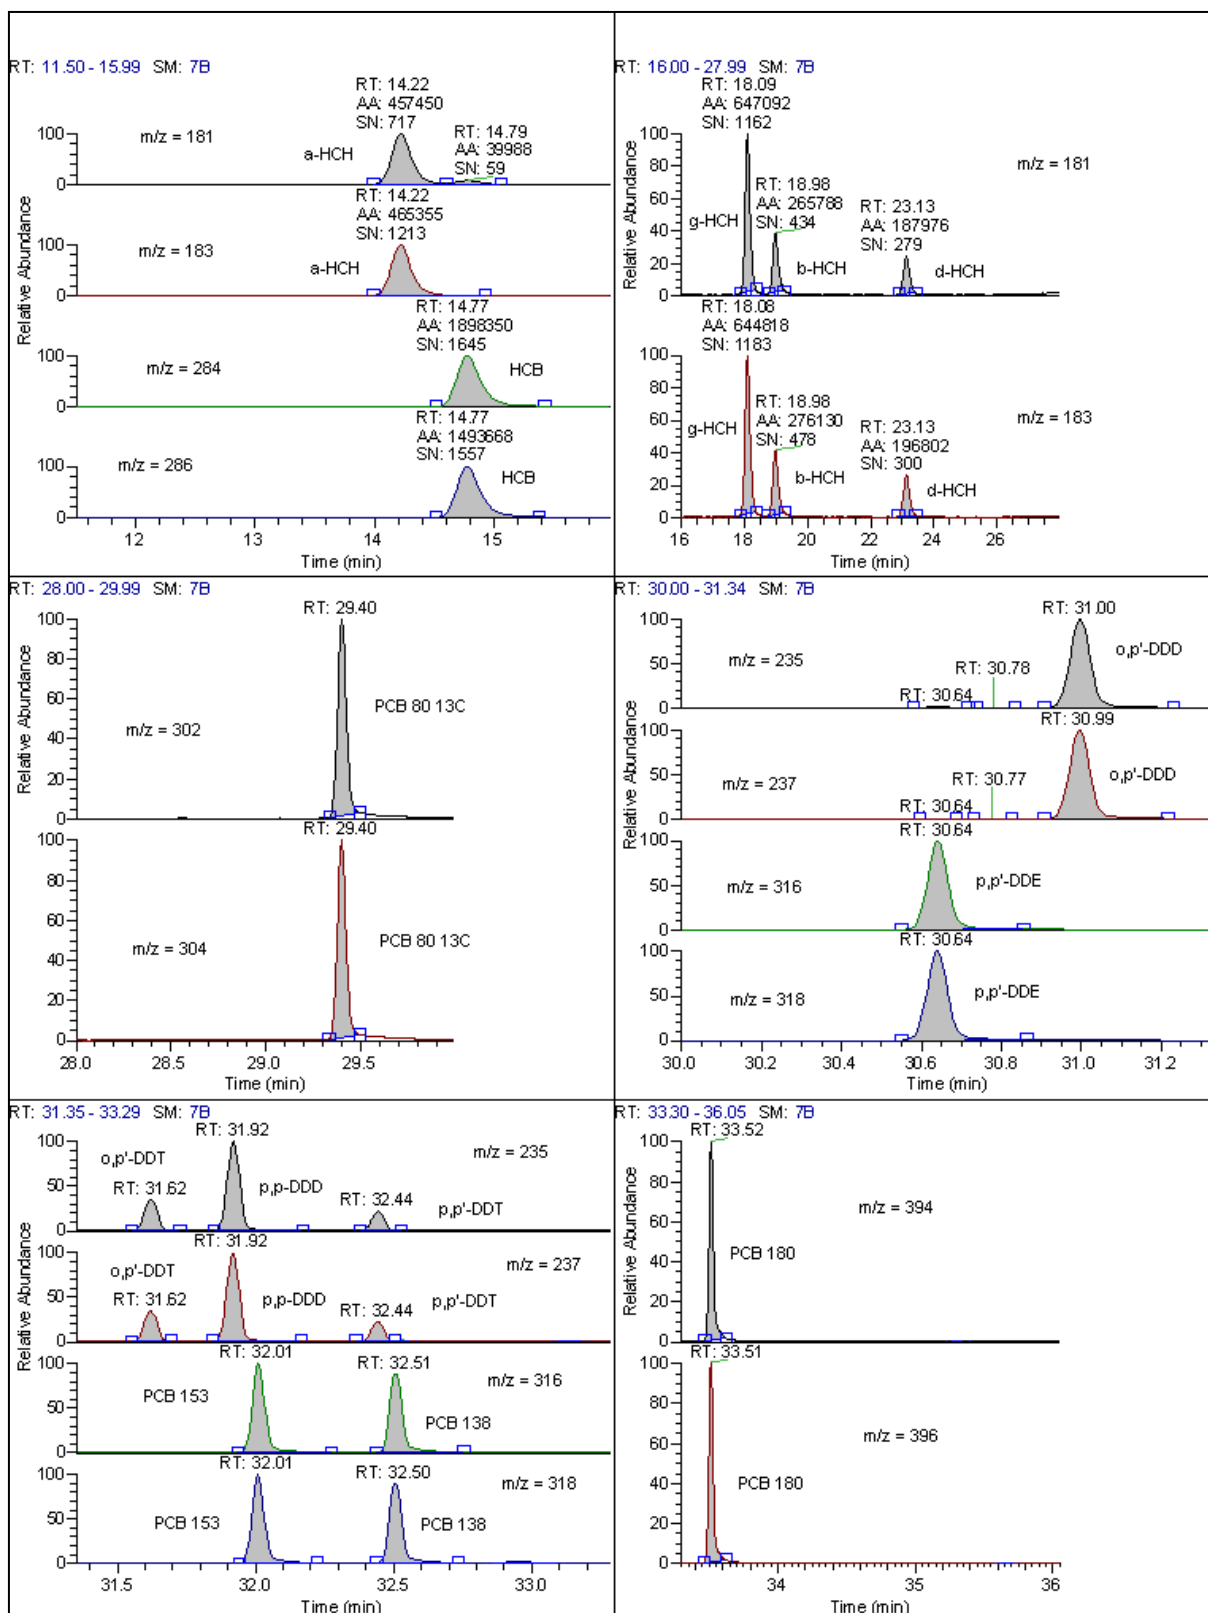 RT: 11.50 - 15.99 SM: 7B
RT: 14.22
AA: 457450
SN: 717
RT: 14.79
AA: 39988
SN: 59
100
0
m/z = 181
a-HCH
RT: 14.22
AA: 465355
SN: 1213
100
50
0
m/z = 183
a-HCH
RT: 14.77
AA: 1898350
SN: 1645
100
50
0
m/z = 284
HCB
RT: 14.77
AA: 1493668
SN: 1557
100
50
0
m/z = 286
HCB
Relative Abundance
12 13 14 15
Time (min)
RT: 16.00 - 27.99 SM: 7B
RT: 18.09
AA: 647092
SN: 1162
RT: 18.98
AA: 265788
SN: 434
RT: 23.13
AA: 187976
SN: 279
100
80
60
40
20
0
m/z = 181
g-HCH
b-HCH
d-HCH
RT: 18.08
AA: 644818
SN: 1183
RT: 18.98
AA: 276130
SN: 478
RT: 23.13
AA: 196802
SN: 300
100
80
60
40
20
0
m/z = 183
g-HCH
b-HCH
d-HCH
Relative Abundance
16 18 20 22 24 26
Time (min)
RT: 28.00 - 29.99 SM: 7B
RT: 29.40
100
80
60
40
20
0
m/z = 302
PCB 80 13C
RT: 29.40
100
80
60
40
20
0
m/z = 304
PCB 80 13C
Relative Abundance
28.0 28.5 29.0 29.5
Time (min)
RT: 30.00 - 31.34 SM: 7B
RT: 31.00
RT: 30.78
RT: 30.64
100
50
0
m/z = 235
o,p'-DDD
RT: 30.99
RT: 30.77
RT: 30.64
100
50
0
m/z = 237
o,p'-DDD
RT: 30.64
100
50
0
m/z = 316
p,p'-DDE
RT: 30.64
100
50
0
m/z = 318
p,p'-DDE
Relative Abundance
30.0 30.2 30.4 30.6 30.8 31.0 31.2
Time (min)
RT: 31.35 - 33.29 SM: 7B
RT: 31.92
100
50
0
o,p'-DDT
RT: 31.62
p,p-DDD
RT: 32.44
p,p'-DDT
m/z = 235
RT: 31.92
100
50
0
o,p'-DDT
RT: 31.62
p,p-DDD
RT: 32.44
p,p'-DDT
m/z = 237
RT: 32.01
RT: 32.51
100
50
0
PCB 153
PCB 138
m/z = 316
RT: 32.01
RT: 32.50
100
50
0
PCB 153
PCB 138
m/z = 318
Relative Abundance
31.5 32.0 32.5 33.0
Time (min)
RT: 33.30 - 36.05 SM: 7B
RT: 33.52
100
80
60
40
20
0
m/z = 394
PCB 180
RT: 33.51
100
80
60
40
20
0
m/z = 396
PCB 180
Relative Abundance
34 35 36
Time (min)